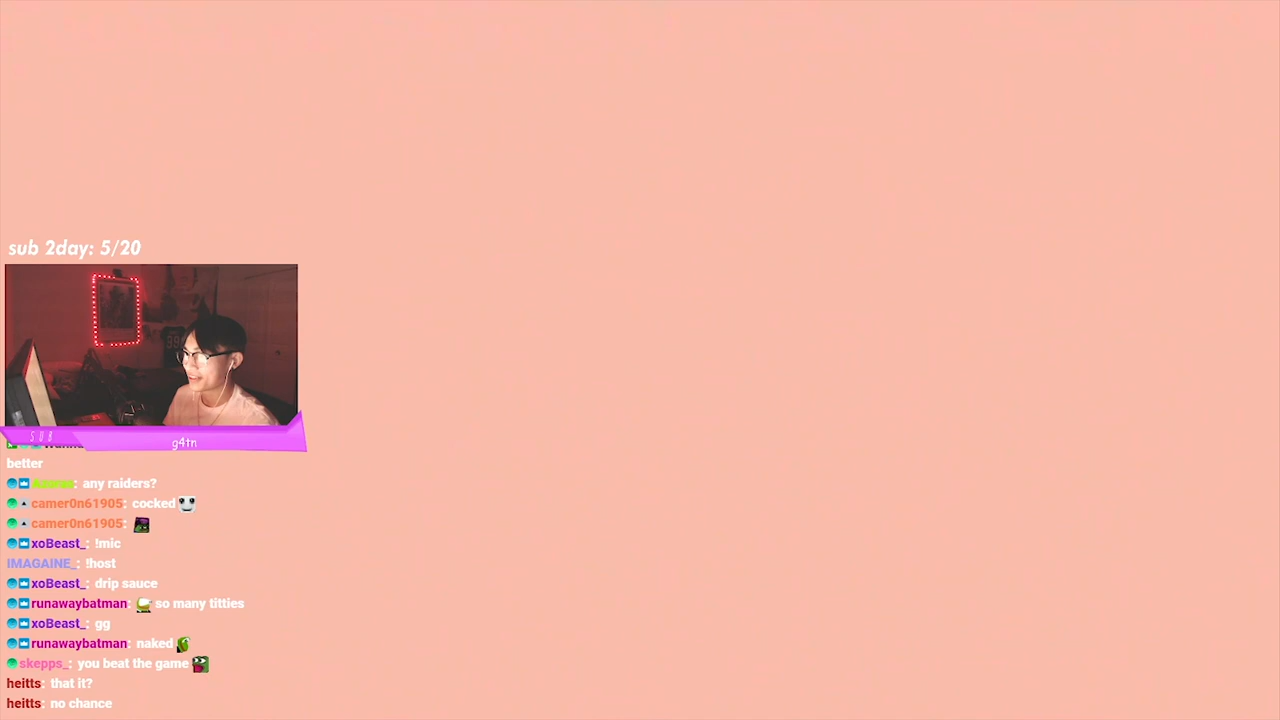 sub 2day: 5/20
SUB
g4tn
better
: any raiders?
camer0n61905: cocked
camer0n61905:
xoBeast_: !mic
IMAGAINE_: !host
xoBeast_: drip sauce
runawaybatman: so many titties
xoBeast_: gg
runawaybatman: naked
skepps_: you beat the game
heitts: that it?
heitts: no chance